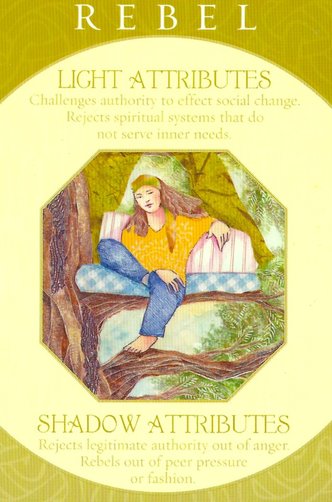 REBEL
LIGHT ATTRIBUTES
Challenges authority to effect social change.
Rejects spiritual systems that do
not serve inner needs.
SHADOW ATTRIBUTES
Rejects legitimate authority out of anger.
Rebels out of peer pressure
or fashion.